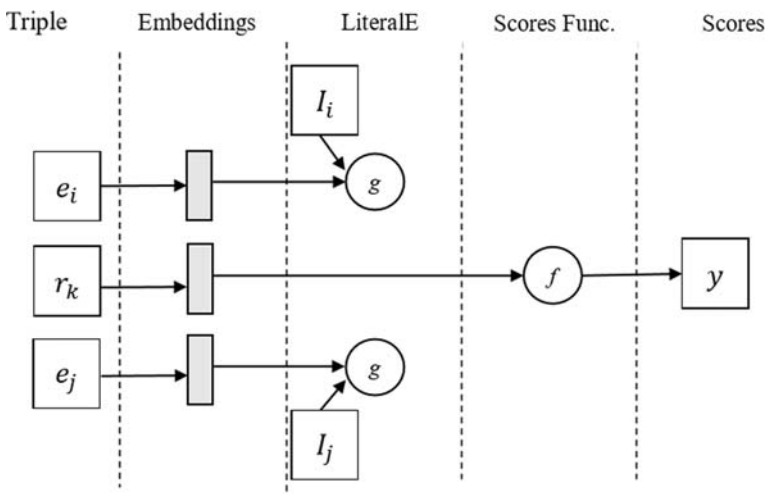 Triple Embeddings LiteralE Scores Func. Scores
I_i
e_i g
r_k f y
e_j g
I_j